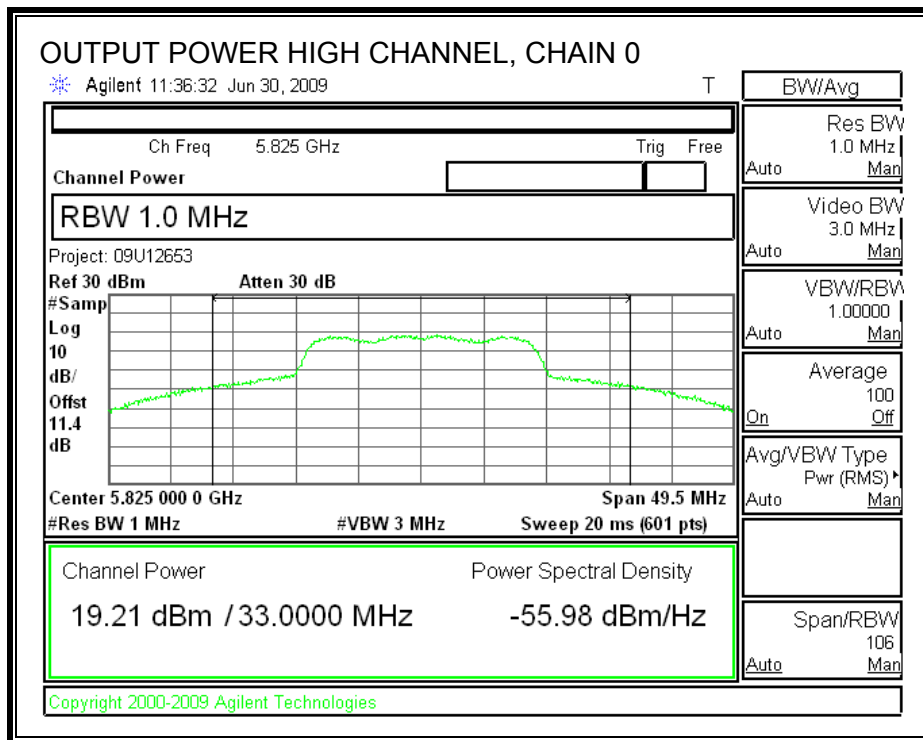 OUTPUT POWER HIGH CHANNEL, CHAIN 0
Agilent 11:36:32 Jun 30, 2009 T
Ch Freq 5.825 GHz Trig Free
Channel Power
RBW 1.0 MHz
Project: 09U12653
Ref 30 dBm Atten 30 dB
#Samp
Log
10
dB/
Offst
11.4
dB
Center 5.825 000 0 GHz Span 49.5 MHz
#Res BW 1 MHz #VBW 3 MHz Sweep 20 ms (601 pts)
Channel Power Power Spectral Density
19.21 dBm / 33.0000 MHz -55.98 dBm/Hz
Copyright 2000-2009 Agilent Technologies
BW/Avg
Res BW
1.0 MHz
Auto Man
Video BW
3.0 MHz
Auto Man
VBW/RBW
1.00000
Auto Man
Average
100
On Off
Avg/VBW Type
Pwr (RMS)
Auto Man
Span/RBW
106
Auto Man